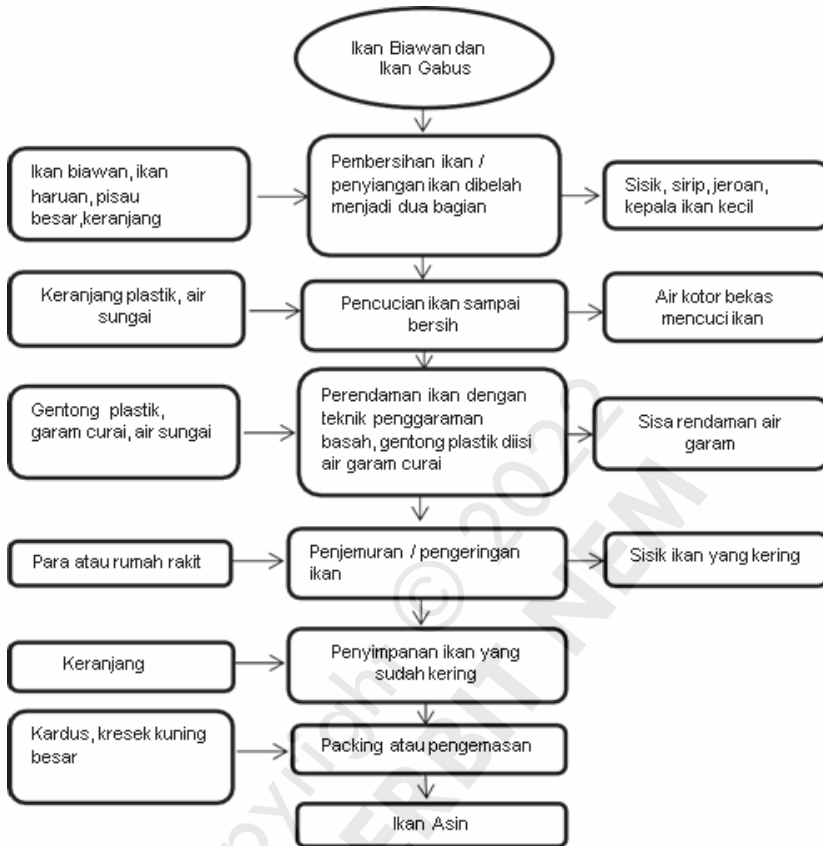 Ikan Biawan dan
Ikan Gabus
Ikan biawan, ikan
haruan, pisau
besar,keranjang
Pembersihan ikan /
penyiangan ikan dibelah
menjadi dua bagian
Sisik, sirip, jeroan,
kepala ikan kecil
Keranjang plastik, air
sungai
Pencucian ikan sampai
bersih
Air kotor bekas
mencuci ikan
Gentong plastik,
garam curai, air sungai
Perendaman ikan dengan
teknik penggaraman
basah, gentong plastik diisi
air garam curai
Sisa rendaman air
garam
Para atau rumah rakit
Penjemuran / pengeringan
ikan
Sisik ikan yang kering
Keranjang
Penyimpanan ikan yang
sudah kering
Kardus, kresek kuning
besar
Packing atau pengemasan
Ikan Asin
pyright © 2022
ERBIT NEM